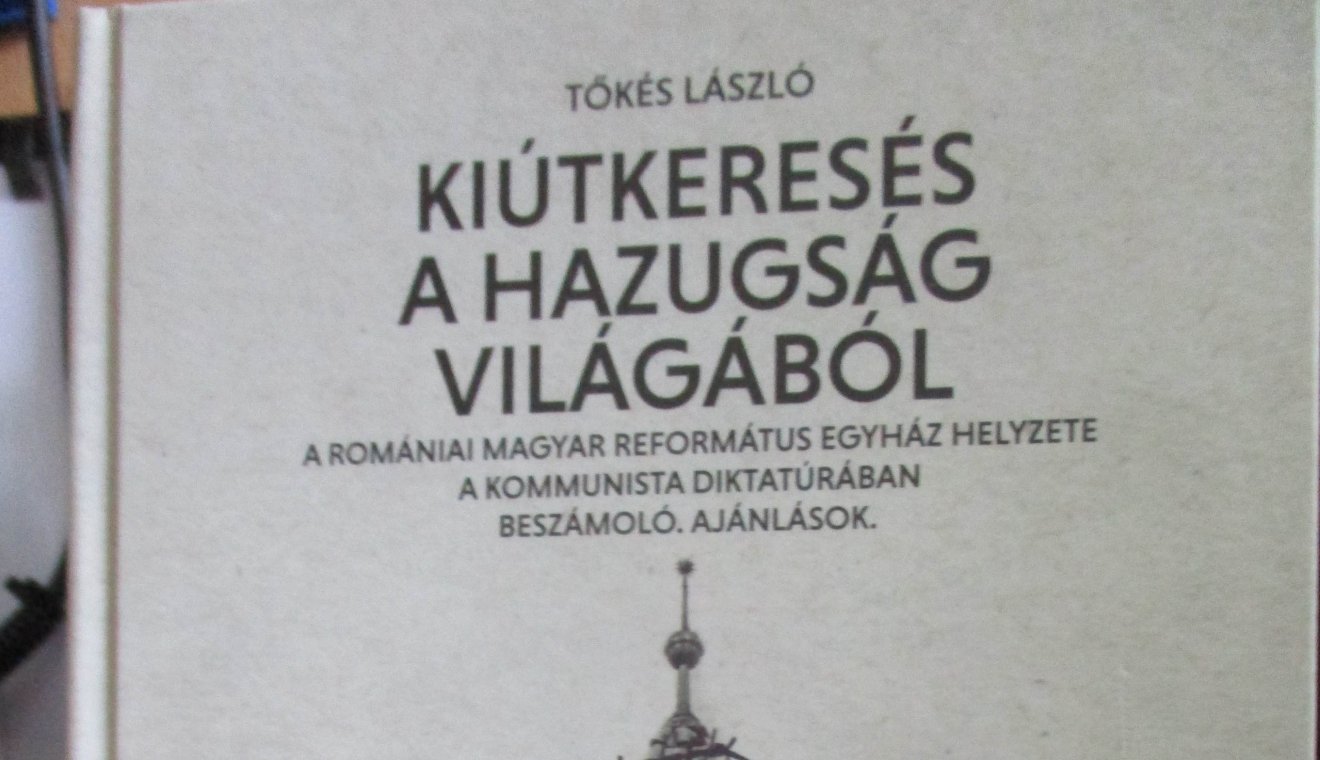 TŐKÉS LÁSZLÓ
KIÚTKERESÉS
A HAZUGSÁG
VILÁGÁBÓL
A ROMÁNIAI MAGYAR REFORMÁTUS EGYHÁZ HELYZETE
A KOMMUNISTA DIKTATÚRÁBAN
BESZÁMOLÓ. AJÁNLÁSOK.